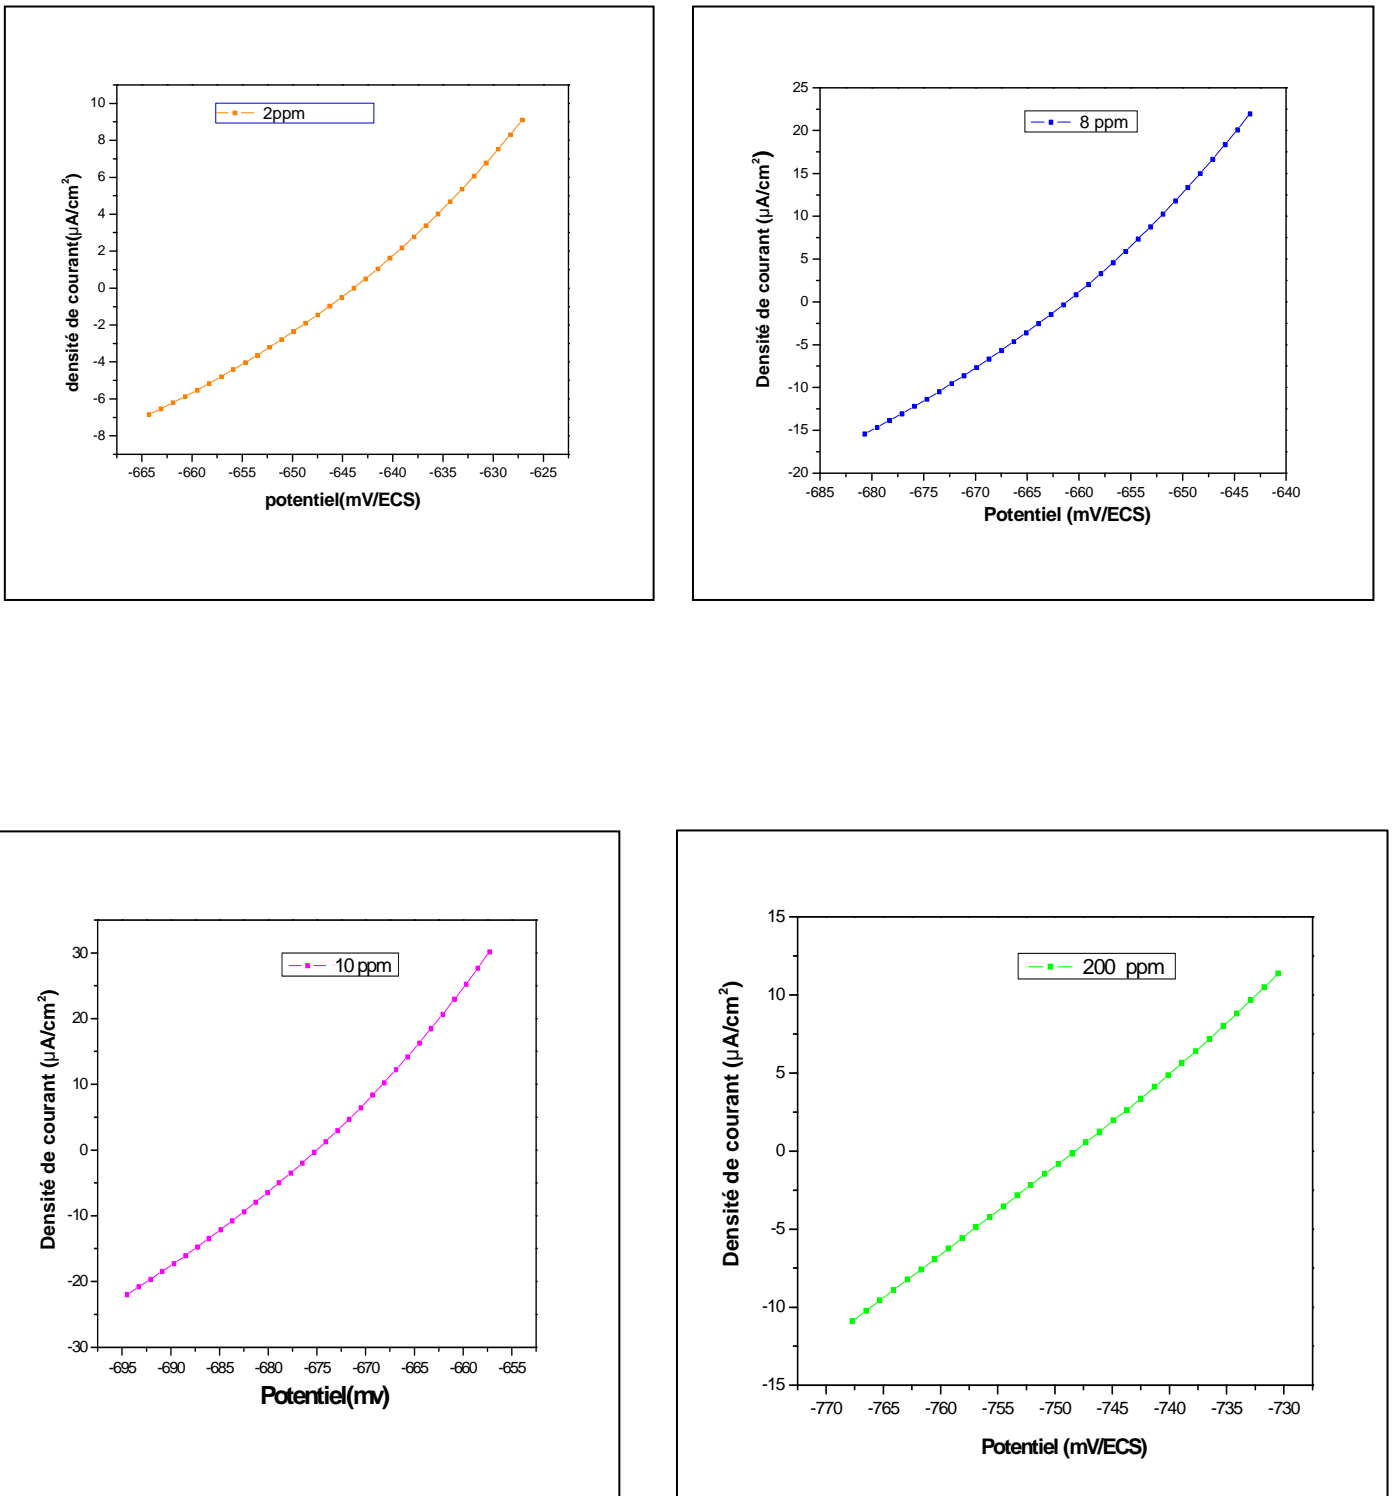 10
8
6
4
2
0
-2
-4
-6
-8
densité de courant(µA/cm²)
2ppm
-665 -660 -655 -650 -645 -640 -635 -630 -625
potentiel(mV/ECS)
25
20
15
10
5
0
-5
-10
-15
-20
Densité de courant (µA/cm²)
8 ppm
-685 -680 -675 -670 -665 -660 -655 -650 -645 -640
Potentiel (mV/ECS)
30
20
10
0
-10
-20
-30
Densité de courant (µA/cm²)
10 ppm
-695 -690 -685 -680 -675 -670 -665 -660 -655
Potentiel(mv)
15
10
5
0
-5
-10
-15
Densité de courant (µA/cm²)
200 ppm
-770 -765 -760 -755 -750 -745 -740 -735 -730
Potentiel (mV/ECS)